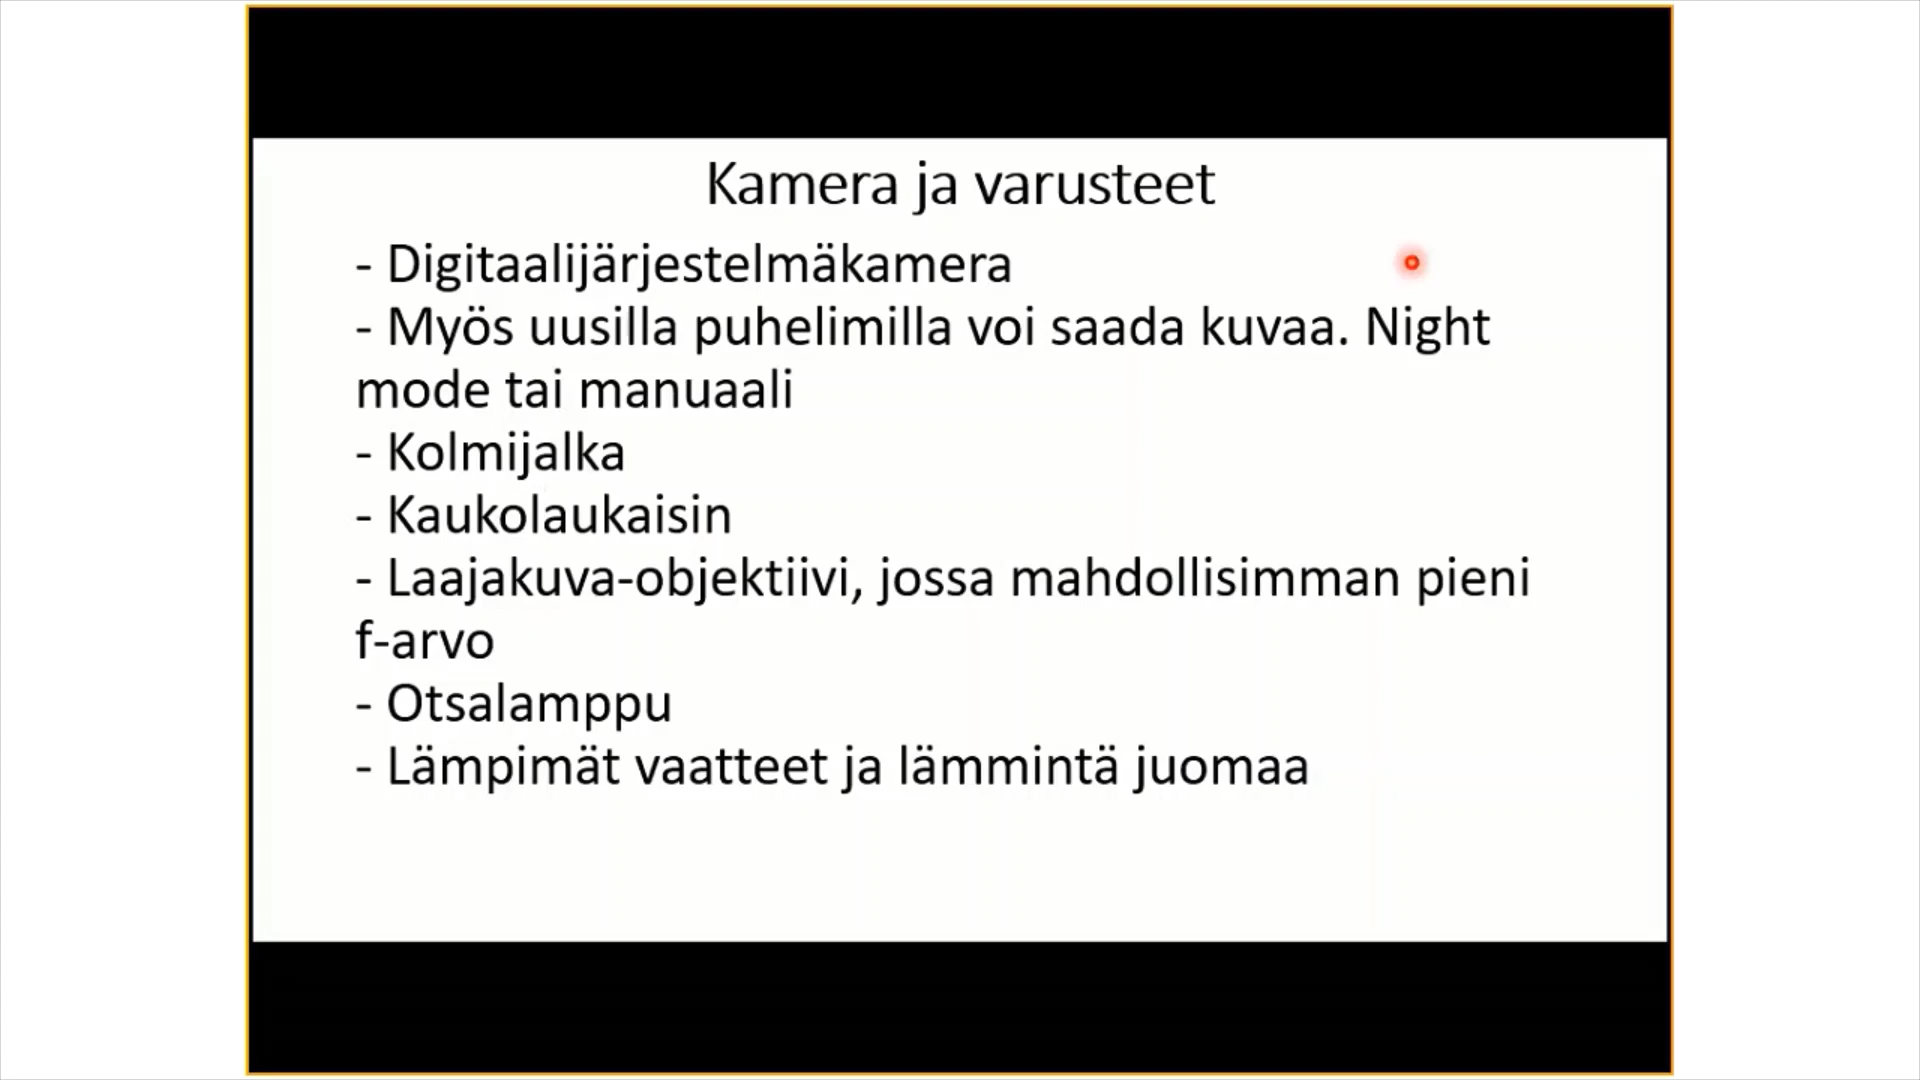 Kamera ja varusteet
- Digitaalijärjestelmäkamera
- Myös uusilla puhelimilla voi saada kuvaa. Night
mode tai manuaali
- Kolmijalka
- Kaukolaukaisin
- Laajakuva-objektiivi, jossa mahdollisimman pieni
f-arvo
- Otsalamppu
- Lämpimät vaatteet ja lämmintä juomaa